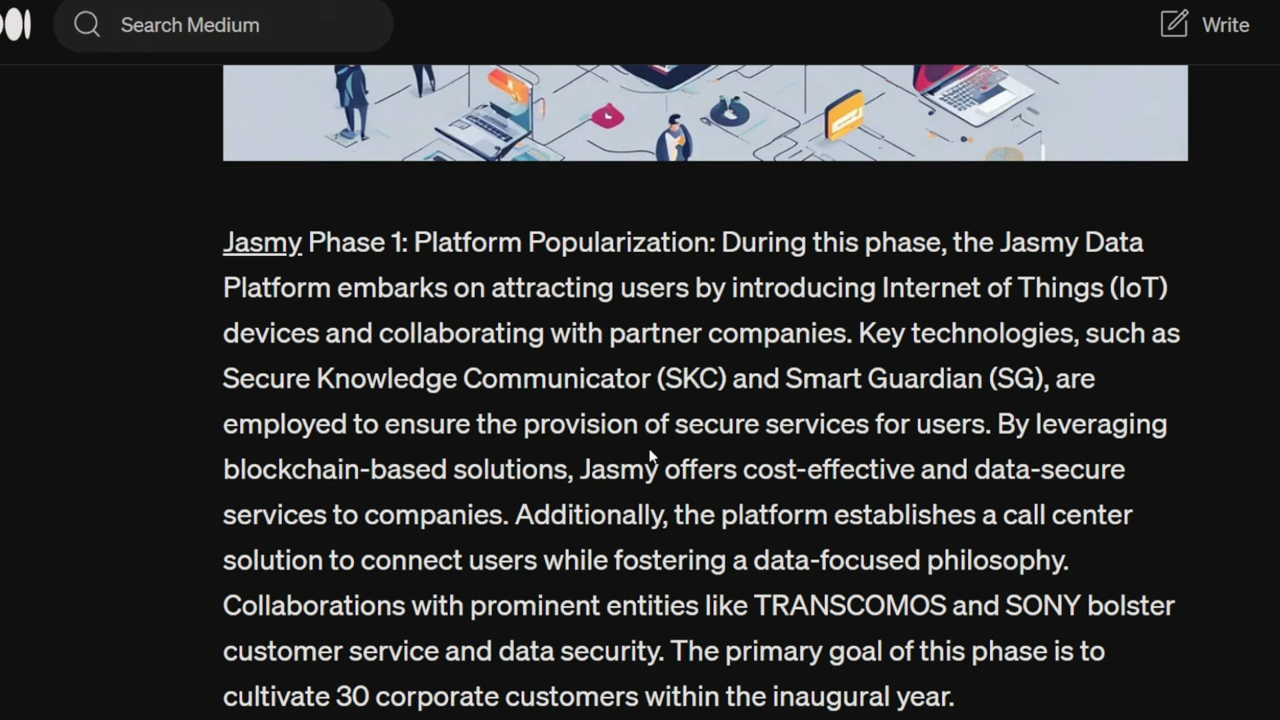 Search Medium
Write
Jasmy Phase 1: Platform Popularization: During this phase, the Jasmy Data
Platform embarks on attracting users by introducing Internet of Things (IoT)
devices and collaborating with partner companies. Key technologies, such as
Secure Knowledge Communicator (SKC) and Smart Guardian (SG), are
employed to ensure the provision of secure services for users. By leveraging
blockchain-based solutions, Jasmy offers cost-effective and data-secure
services to companies. Additionally, the platform establishes a call center
solution to connect users while fostering a data-focused philosophy.
Collaborations with prominent entities like TRANSCOMOS and SONY bolster
customer service and data security. The primary goal of this phase is to
cultivate 30 corporate customers within the inaugural year.